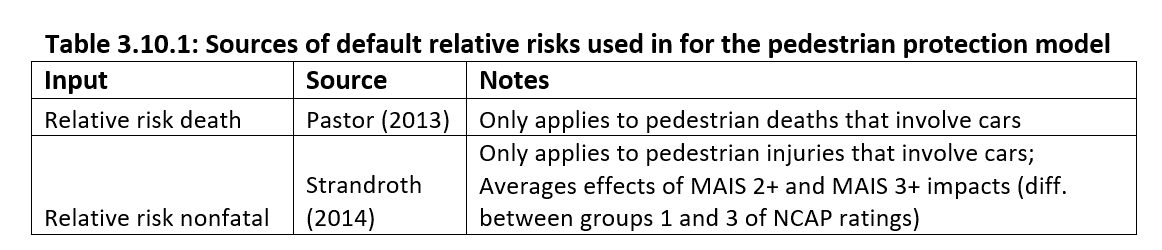 Table 3.10.1: Sources of default relative risks used in for the pedestrian protection model
Input Source Notes
Relative risk death Pastor (2013) Only applies to pedestrian deaths that involve cars
Only applies to pedestrian injuries that involve cars;
Strandroth Averages effects of MAIS 2+ and MAIS 3+ impacts (diff.
Relative risk nonfatal (2014) between groups 1 and 3 of NCAP ratings)